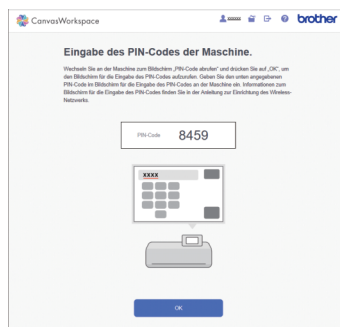 CanvasWorkspace
xxxxx
brother
Eingabe des PIN-Codes der Maschine.
Wechseln Sie an der Maschine zum Bildschirm „PIN-Code abrufen“ und drücken Sie auf „OK“, um
den Bildschirm für die Eingabe des PIN-Codes aufzurufen. Geben Sie den unten angegebenen
PIN-Code im Bildschirm für die Eingabe des PIN-Codes an der Maschine ein. Informationen zum
Bildschirm für die Eingabe des PIN-Codes finden Sie in der Anleitung zur Einrichtung des Wireless-
Netzwerks.
PIN-Code 8459
XXXX
OK